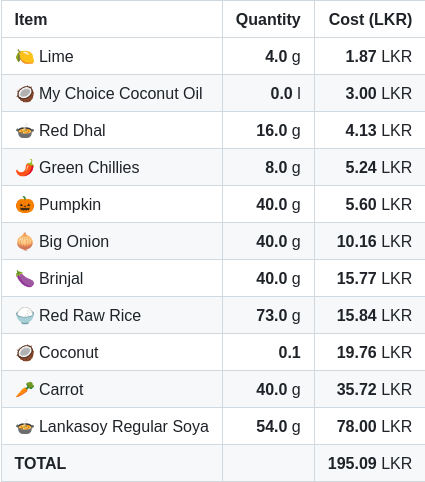 Item Quantity Cost (LKR)
🍋 Lime 4.0 g 1.87 LKR
🥥 My Choice Coconut Oil 0.0 l 3.00 LKR
🍲 Red Dhal 16.0 g 4.13 LKR
🌶️ Green Chillies 8.0 g 5.24 LKR
🎃 Pumpkin 40.0 g 5.60 LKR
🧅 Big Onion 40.0 g 10.16 LKR
🍆 Brinjal 40.0 g 15.77 LKR
🍚 Red Raw Rice 73.0 g 15.84 LKR
🥥 Coconut 0.1 19.76 LKR
🥕 Carrot 40.0 g 35.72 LKR
🍲 Lankasoy Regular Soya 54.0 g 78.00 LKR
TOTAL 195.09 LKR